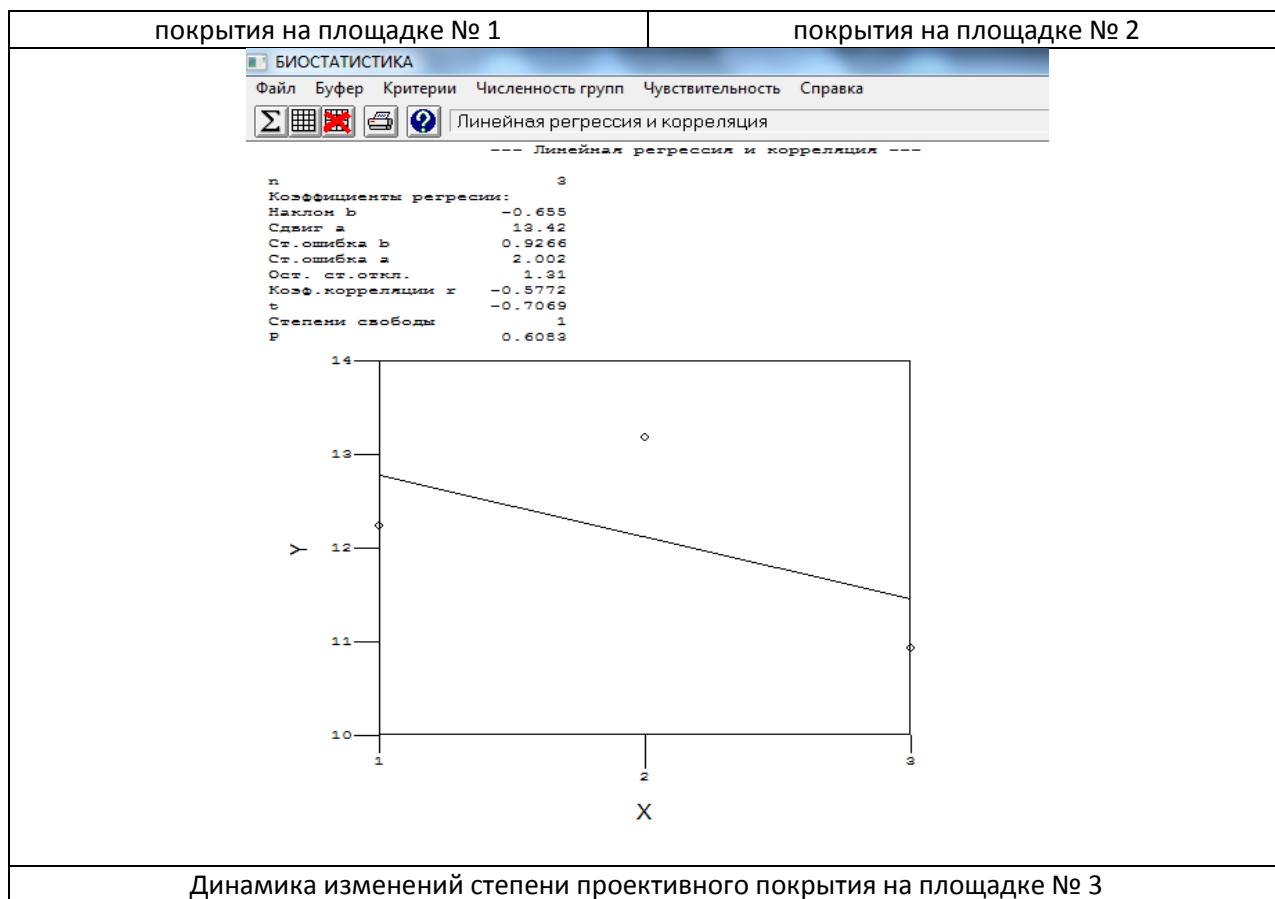 покрытия на площадке № 1
покрытия на площадке № 2
БИОСТАТИСТИКА
Файл Буфер Критерии Численность групп Чувствительность Справка
Линейная регрессия и корреляция
--- Линейная регрессия и корреляция ---
n 3
Коэффициенты регресии:
Наклон b -0.655
Сдвиг a 13.42
Ст.ошибка b 0.9266
Ст.ошибка a 2.002
Ост. ст.откл. 1.31
Коэф.корреляции r -0.5772
t -0.7069
Степени свободы 1
P 0.6083
14
13
12
11
10
Y
1
2
3
X
Динамика изменений степени проективного покрытия на площадке № 3